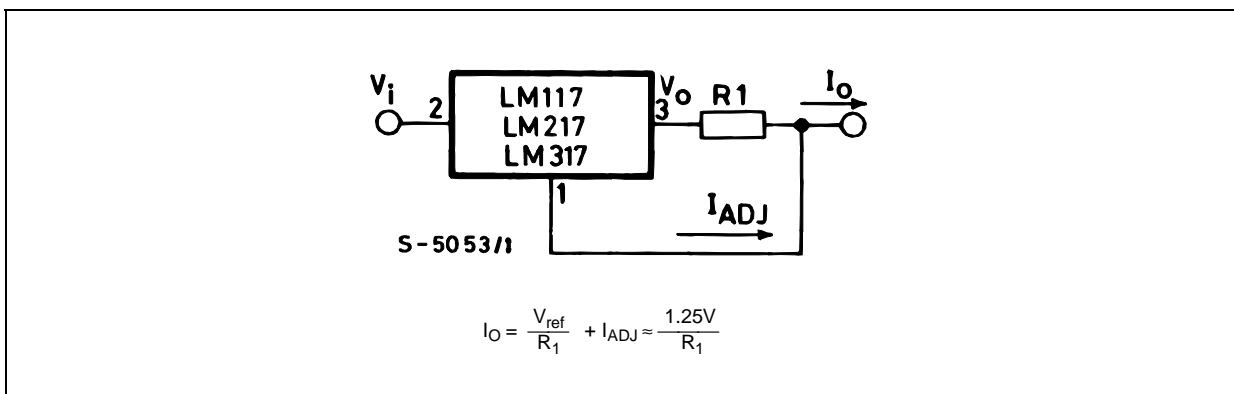 Vi
2
LM117
LM217
LM317
Vo
3
R1
Io
1
IADJ
S-5053/1
IO = Vref / R1 + IADJ ≈ 1.25V / R1